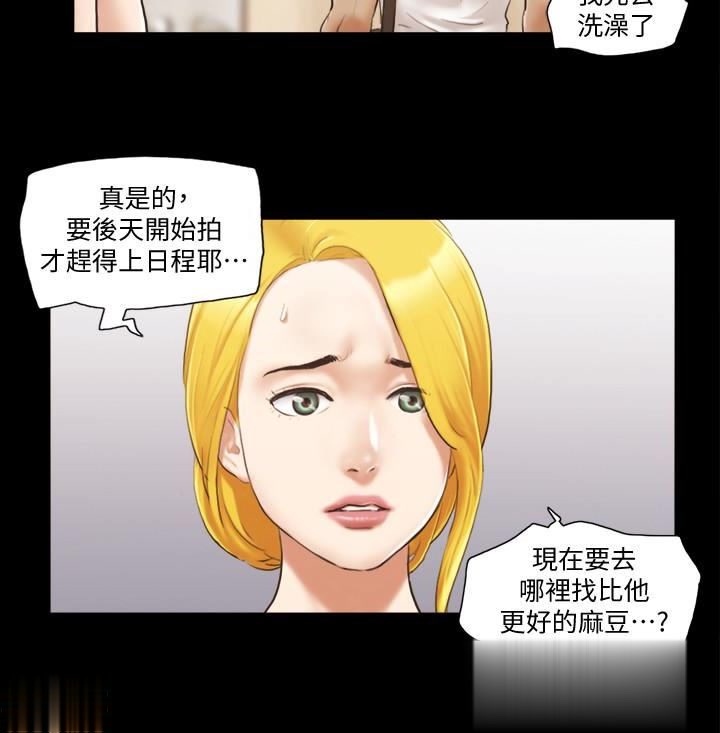 洗澡了
真是的，
要後天開始拍
才趕得上日程耶…
現在要去
哪裡找比他
更好的麻豆…?